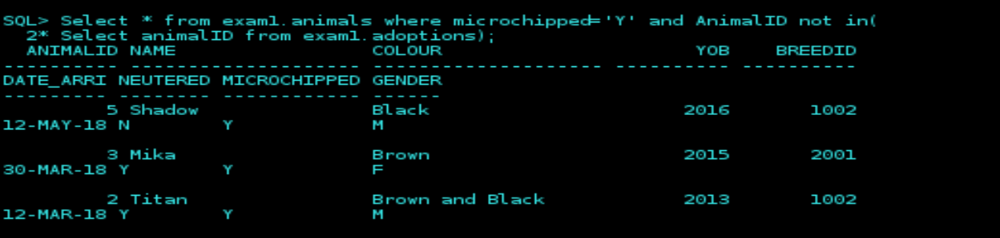 SQL> Select * from exam1.animals where microchipped='Y' and AnimalID not in(
  2* Select animalID from exam1.adoptions);
  ANIMALID NAME                 COLOUR                      YOB    BREEDID
---------- -------------------- -------------------- ---------- ----------
DATE_ARRI NEUTERED MICROCHIPPED GENDER
--------- -------- ------------ ------
         5 Shadow               Black                      2016       1002
12-MAY-18 N        Y            M
         3 Mika                 Brown                      2015       2001
30-MAR-18 Y        Y            F
         2 Titan                Brown and Black            2013       1002
12-MAR-18 Y        Y            M